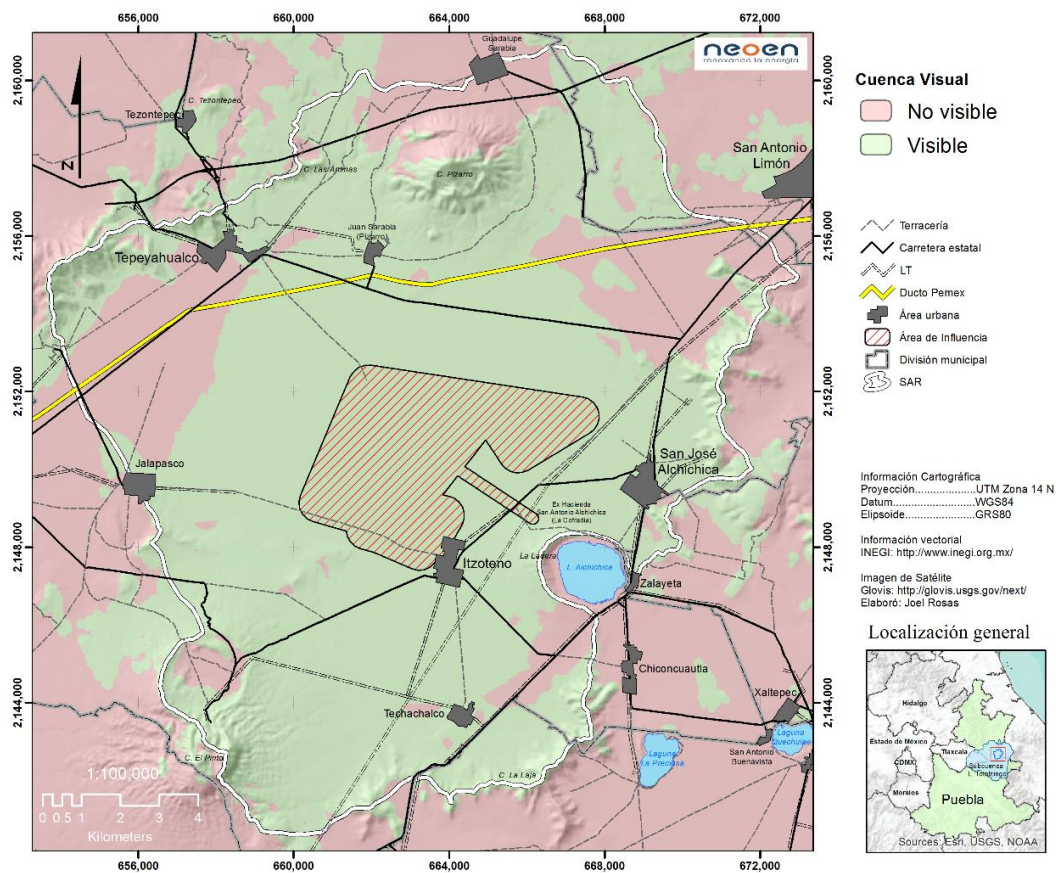 656,000
660,000
664,000
668,000
672,000
2,160,000
2,156,000
2,152,000
2,148,000
2,144,000
neoen
renovando la energía
Guadalupe
Sarabia
Tezontepec
C. Tezontepec
San Antonio
Limón
C. Las Animas
C. Pizarro
Juan Sarabia
(Pizarro)
Tepeyahualco
Jalapasco
San José
Alchichica
Ex Hacienda
San Antonio Alchichica
(La Cofradia)
La Ladera
L. Alchichica
Itzoteno
Zalayeta
Chiconcuautla
Xaltepec
Techachalco
Laguna
Quechulac
Laguna
La Preciosa
San Antonio
Buenavista
C. El Pinto
C. La Laja
N
1:100,000
0 0.5 1 2 3 4
Kilometers
2,160,000
2,156,000
2,152,000
2,148,000
2,144,000
656,000
660,000
664,000
668,000
672,000
Cuenca Visual
No visible
Visible
Terracería
Carretera estatal
LT
Ducto Pemex
Área urbana
Área de Influencia
División municipal
SAR
Información Cartográfica
Proyección....................UTM Zona 14 N
Datum............................WGS84
Elipsoide.......................GRS80
Información vectorial
INEGI: http://www.inegi.org.mx/
Imagen de Satélite
Glovis: http://glovis.usgs.gov/next/
Elaboró: Joel Rosas
Localización general
Hidalgo
Estado de México
Tlaxcala
CDMX
Subcuenca
Morelos
Puebla
Sources: Esri, USGS, NOAA